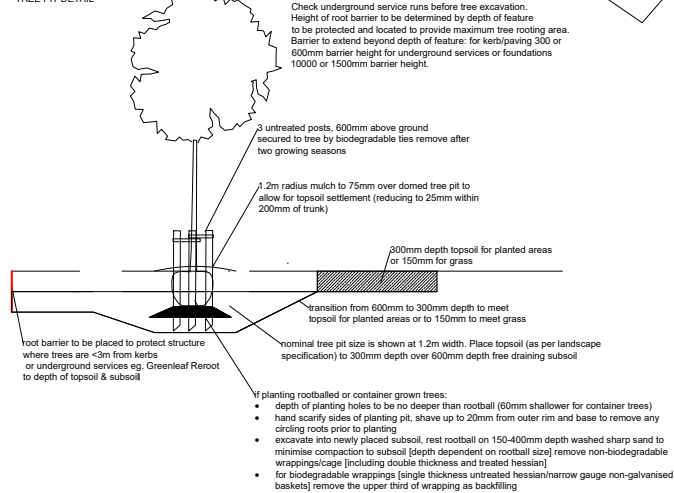 TREE PIT DETAIL
Check underground service runs before tree excavation.
Height of root barrier to be determined by depth of feature
to be protected and located to provide maximum tree rooting area.
Barrier to extend beyond depth of feature: for kerb/paving 300 or
600mm barrier height for underground services or foundations
10000 or 1500mm barrier height.
3 untreated posts, 600mm above ground
secured to tree by biodegradable ties remove after
two growing seasons
1.2m radius mulch to 75mm over domed tree pit to
allow for topsoil settlement (reducing to 25mm within
200mm of trunk)
300mm depth topsoil for planted areas
or 150mm for grass
transition from 600mm to 300mm depth to meet
topsoil for planted areas or to 150mm to meet grass
root barrier to be placed to protect structure
where trees are <3m from kerbs
or underground services eg. Greenleaf Reroot
to depth of topsoil & subsoil
nominal tree pit size is shown at 1.2m width. Place topsoil (as per landscape
specification) to 300mm depth over 600mm depth free draining subsoil
if planting rootballed or container grown trees:
• depth of planting holes to be no deeper than rootball (60mm shallower for container trees)
• hand scarify sides of planting pit, shave up to 20mm from outer rim and base to remove any
circling roots prior to planting
• excavate into newly placed subsoil, rest rootball on 150-400mm depth washed sharp sand to
minimise compaction to subsoil [depth dependent on rootball size] remove non-biodegradable
wrappings/cage [including double thickness and treated hessian]
• for biodegradable wrappings [single thickness untreated hessian/narrow gauge non-galvanised
baskets] remove the upper third of wrapping as backfilling